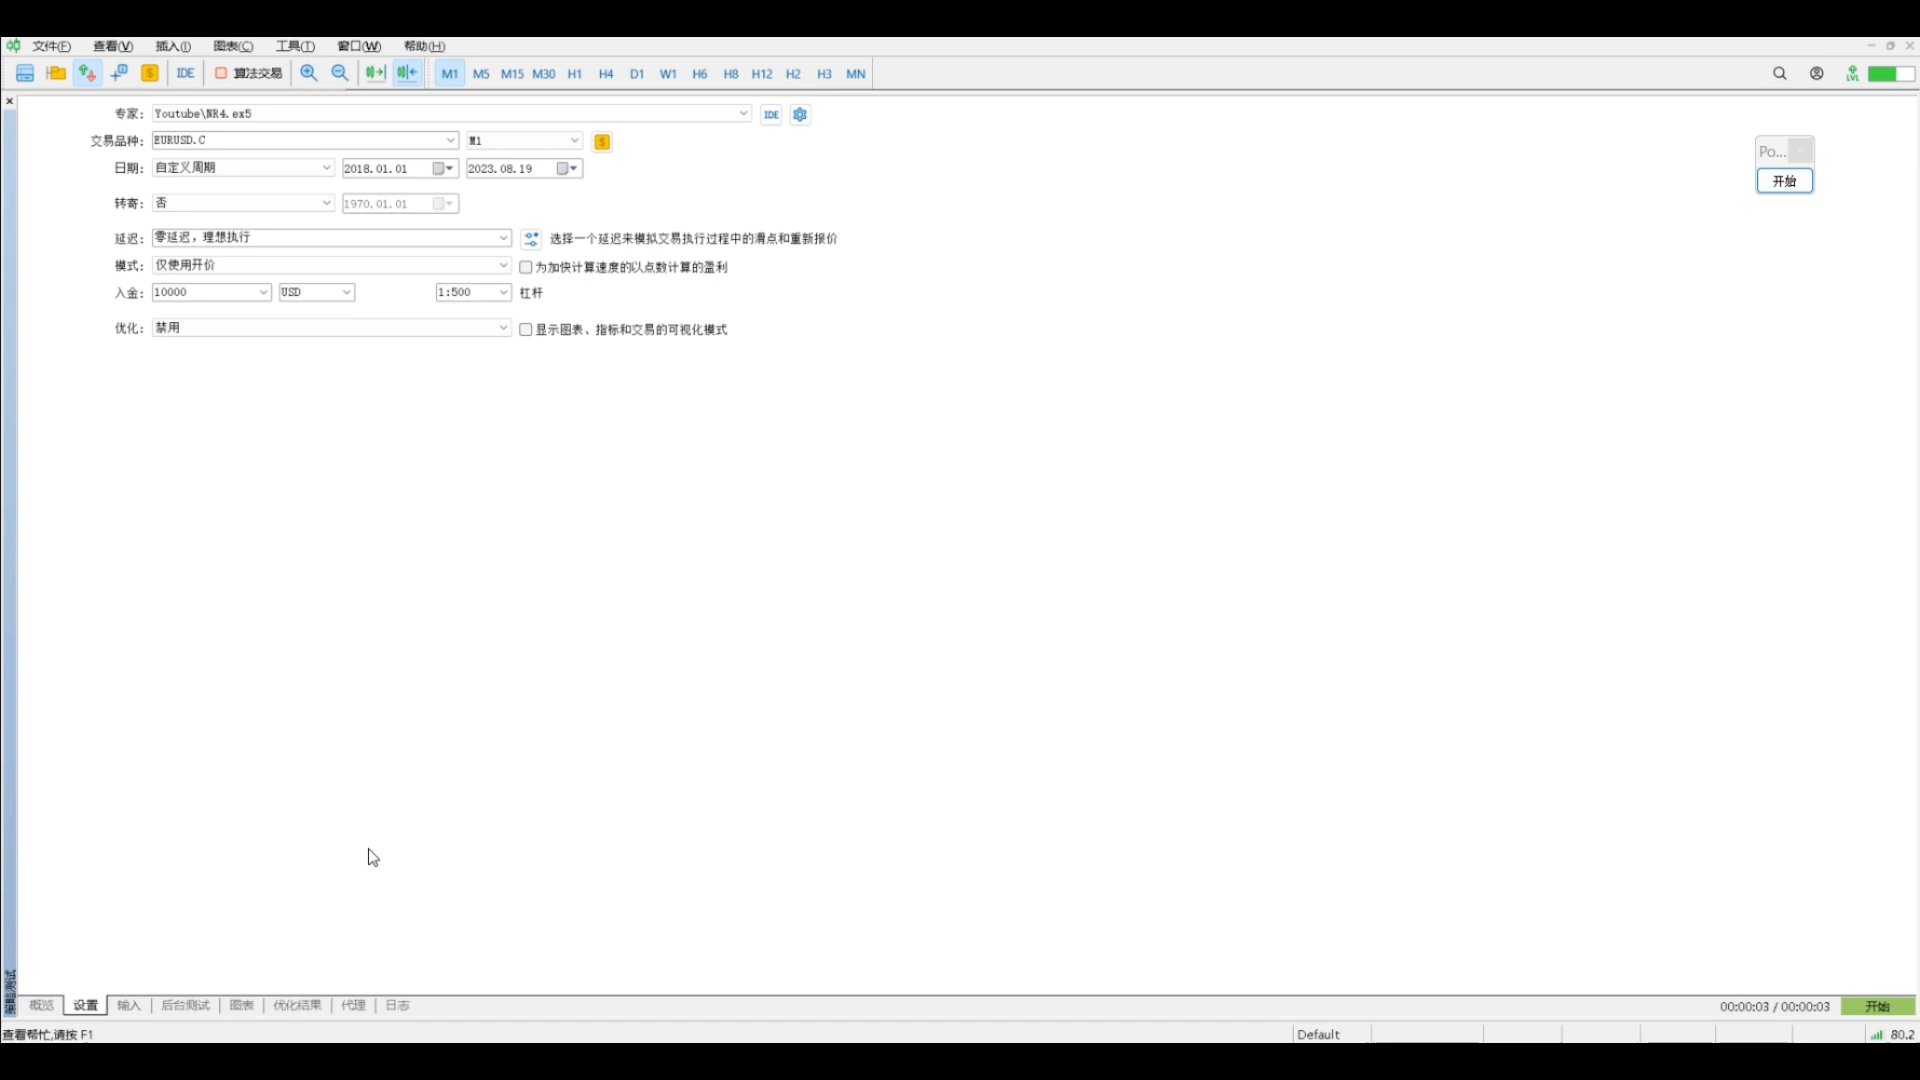 文件(F) 查看(V) 插入(I) 图表(C) 工具(T) 窗口(W) 帮助(H)
IDE 算法交易 M1 M5 M15 M30 H1 H4 D1 W1 H6 H8 H12 H2 H3 MN LVL
专家: Youtube\NR4.ex5 IDE
交易品种: EURUSD.C M1
Po...
日期: 自定义周期 2018.01.01 2023.08.19
开始
转寄: 否 1970.01.01
延迟: 零延迟，理想执行 选择一个延迟来模拟交易执行过程中的滑点和重新报价
模式: 仅使用开价 为加快计算速度的以点数计算的盈利
入金: 10000 USD 1:500 杠杆
优化: 禁用 显示图表、指标和交易的可视化模式
概览 设置 输入 后台测试 图表 优化结果 代理 日志 00:00:03 / 00:00:03 开始
查看帮忙,请按 F1 Default 80.2